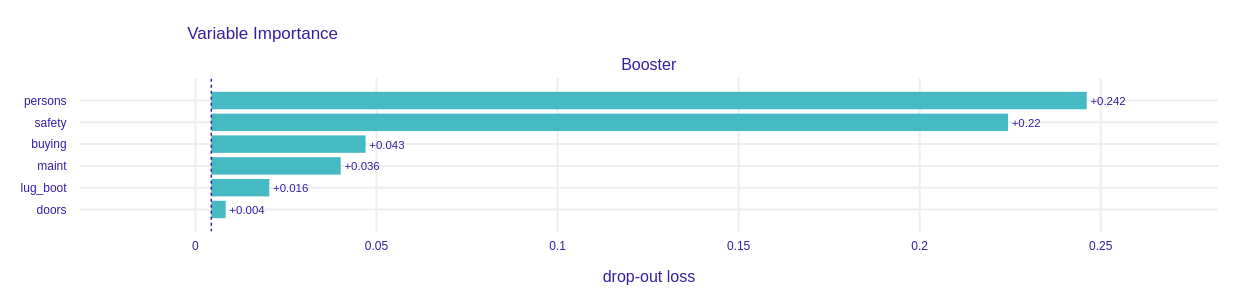 Variable Importance
Booster
persons +0.242
safety +0.22
buying +0.043
maint +0.036
lug_boot +0.016
doors +0.004
0 0.05 0.1 0.15 0.2 0.25
drop-out loss